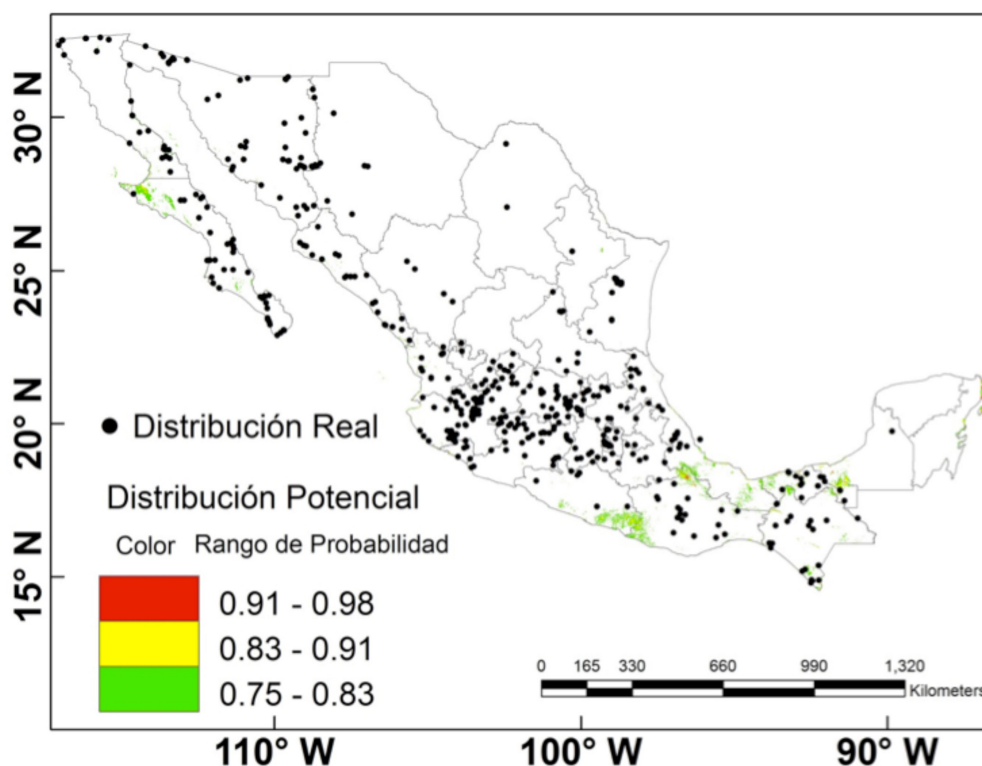 30° N
25° N
20° N
15° N
Distribución Real
Distribución Potencial
Color Rango de Probabilidad
0.91 - 0.98
0.83 - 0.91
0.75 - 0.83
0 165 330 660 990 1,320
Kilometers
110° W 100° W 90° W